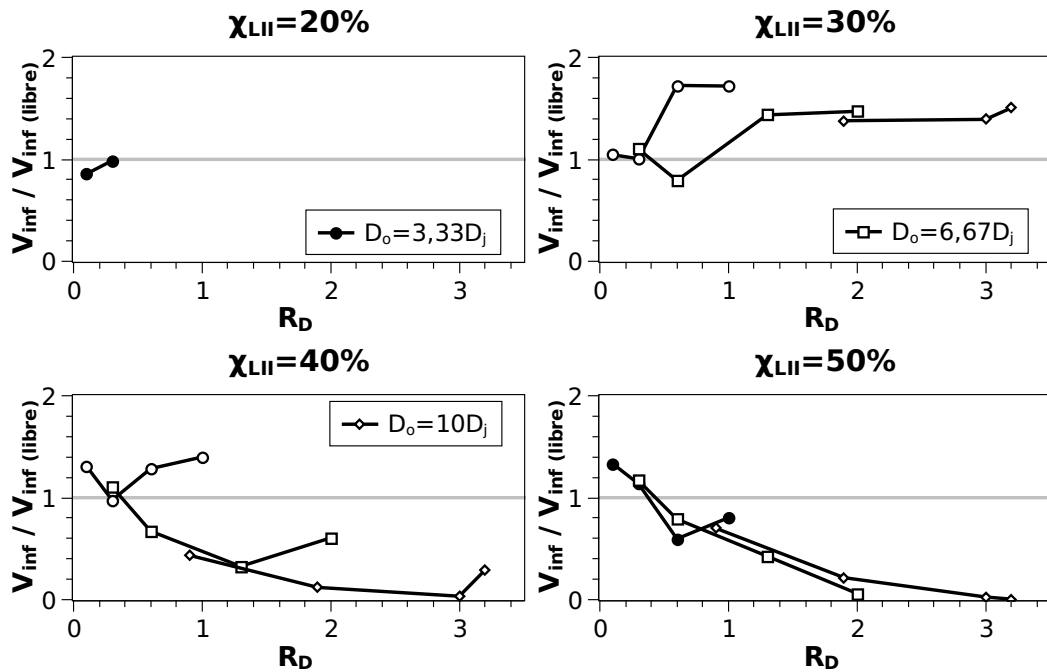 χLII=20%
2
1
0
0
1
2
3
Vinf / Vinf (libre)
RD
Do=3,33Dj
χLII=30%
2
1
0
0
1
2
3
Vinf / Vinf (libre)
RD
Do=6,67Dj
χLII=40%
2
1
0
0
1
2
3
Vinf / Vinf (libre)
RD
Do=10Dj
χLII=50%
2
1
0
0
1
2
3
Vinf / Vinf (libre)
RD